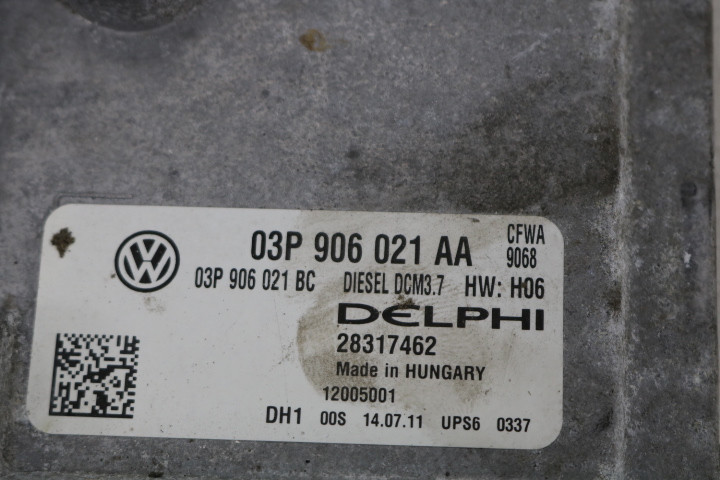 03P 906 021 AA CFWA
9068
03P 906 021 BC DIESEL DCM3.7 HW: H06
DELPHI
28317462
Made in HUNGARY
12005001
DH1 00S 14.07.11 UPS6 0337